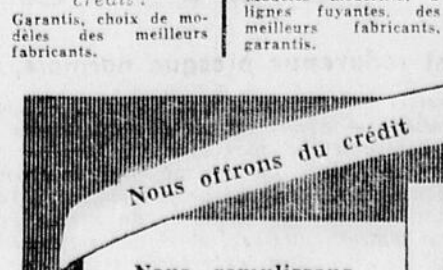 crédits.
Garantis, choix de mo-
dèles des meilleurs
fabricants.
lignes fuyantes, des
meilleurs fabricants,
garantis.
Nous offrons du crédit
Nous remplissons